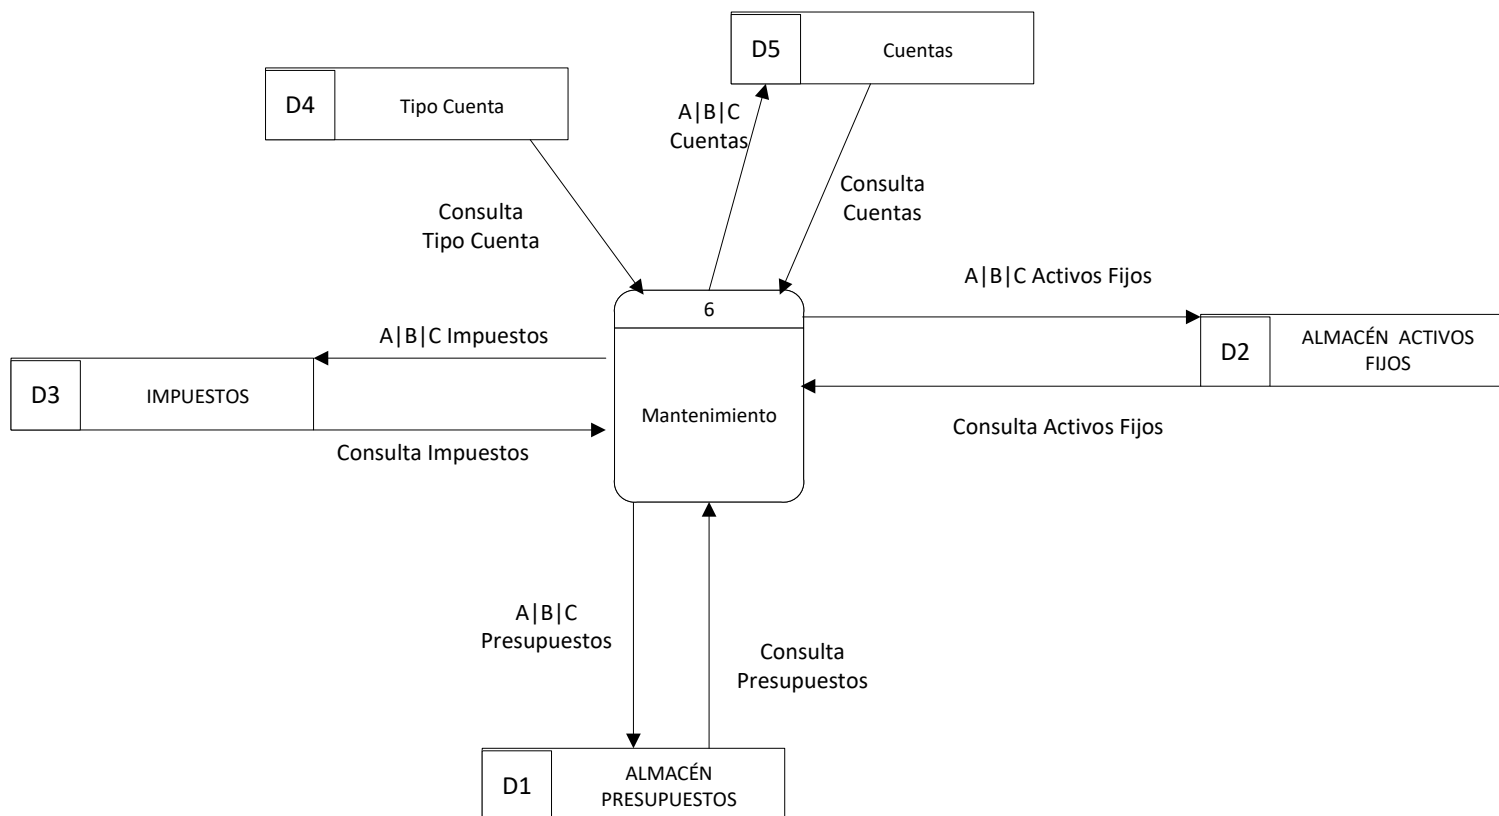 D5
Cuentas
D4
Tipo Cuenta
A|B|C
Cuentas
Consulta
Cuentas
Consulta
Tipo Cuenta
A|B|C Activos Fijos
6
A|B|C Impuestos
D2
ALMACÉN ACTIVOS
FIJOS
D3
IMPUESTOS
Mantenimiento
Consulta Activos Fijos
Consulta Impuestos
A|B|C
Presupuestos
Consulta
Presupuestos
D1
ALMACÉN
PRESUPUESTOS